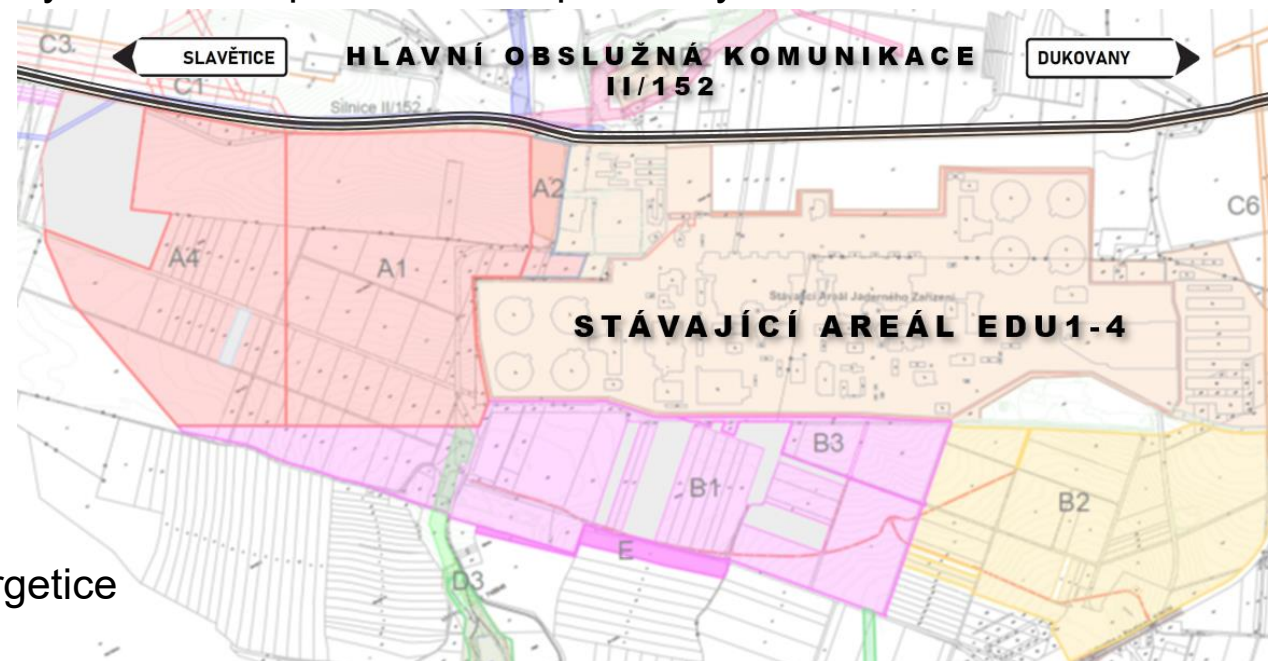 C3
SLAVĚTICE
HLAVNÍ OBSLUŽNÁ KOMUNIKACE
II/152
DUKOVANY
C1
Silnice II/152
A2
C6
A4
A1
Stávající Areál Jaderného Zařízení
STÁVAJÍCÍ AREÁL EDU1-4
B3
B1
B2
E
D3
rgetice